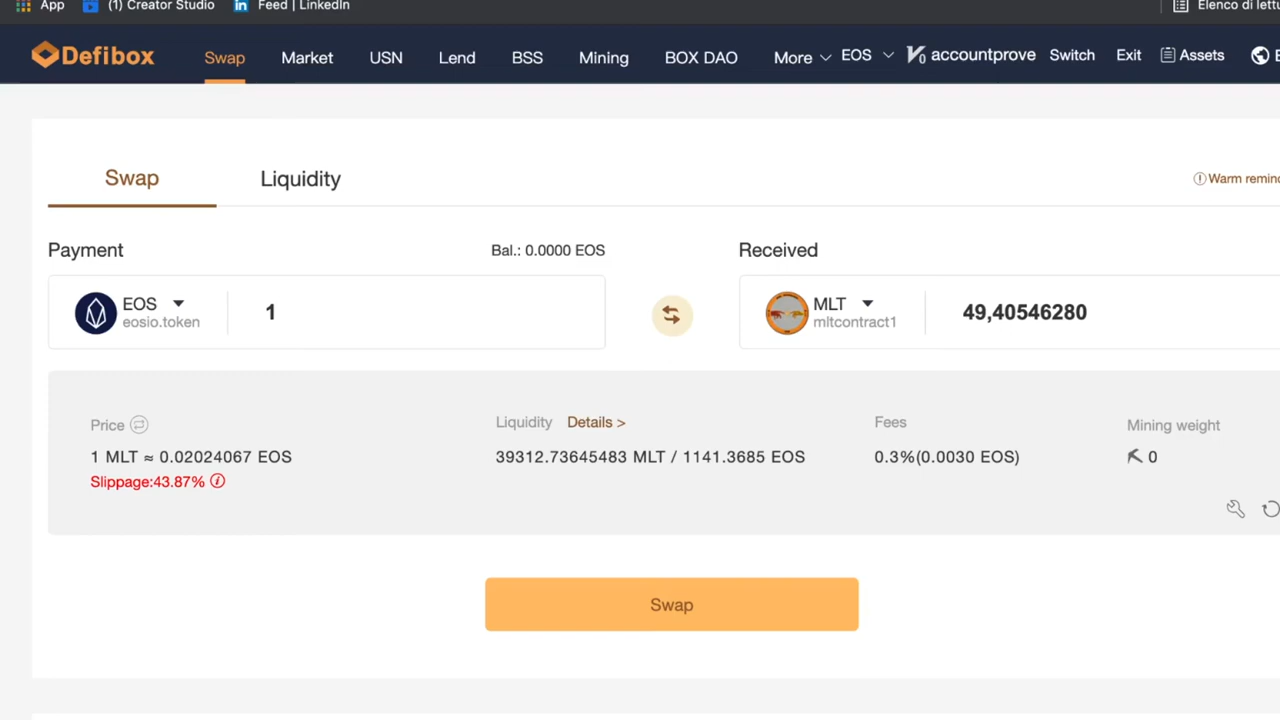 App (1) Creator Studio Feed | LinkedIn Elenco di lettu
Defibox Swap Market USN Lend BSS Mining BOX DAO More EOS accountprove Switch Exit Assets E
Swap Liquidity Warm remind
Payment Bal.: 0.0000 EOS Received
EOS 1 MLT 49,40546280
eosio.token mltcontract1
Price Liquidity Details > Fees Mining weight
1 MLT ≈ 0.02024067 EOS 39312.73645483 MLT / 1141.3685 EOS 0.3%(0.0030 EOS) 0
Slippage:43.87%
Swap